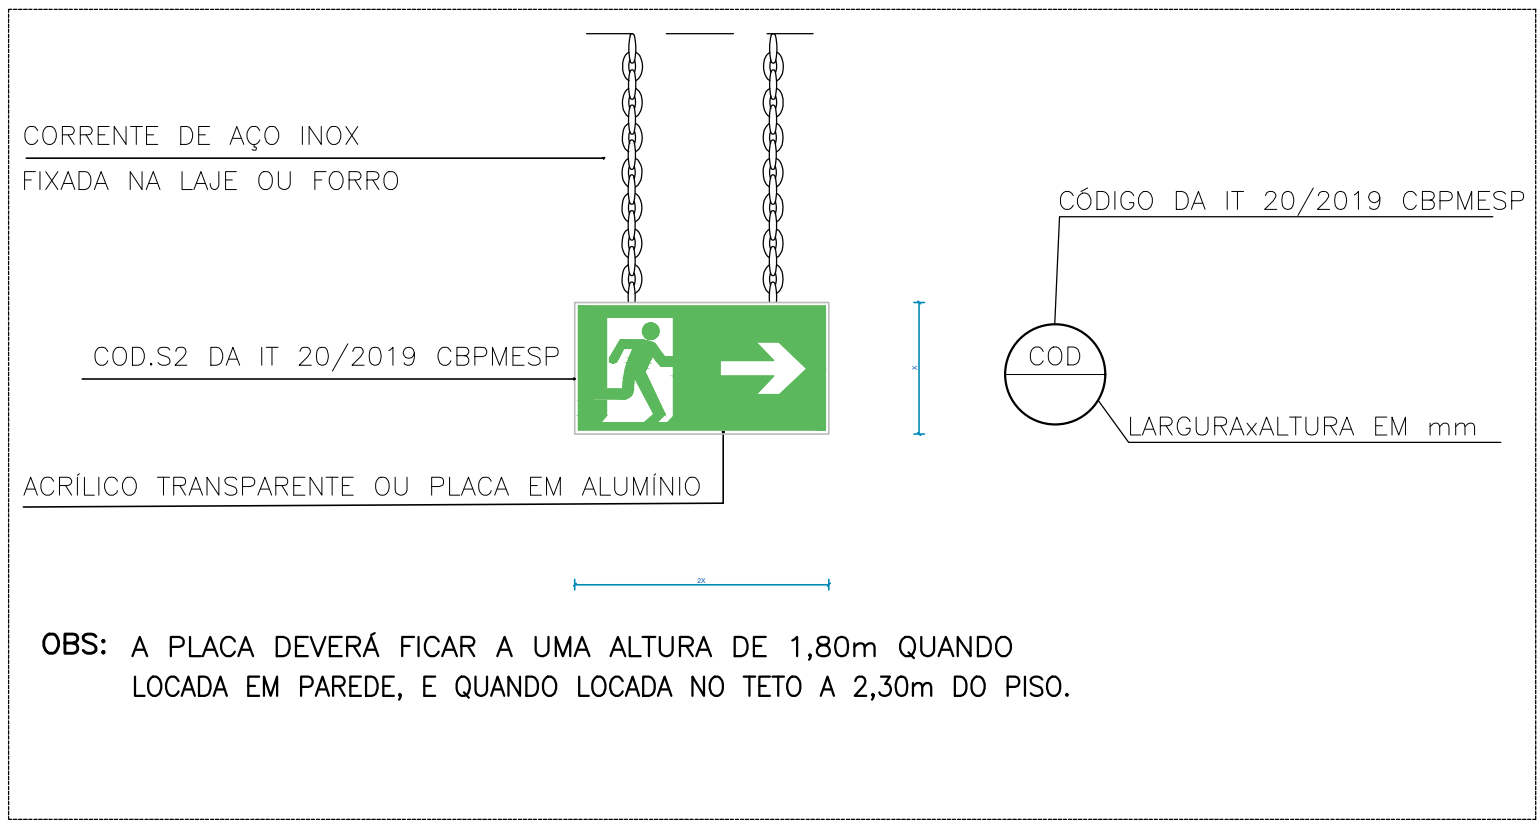 CORRENTE DE AÇO INOX
FIXADA NA LAJE OU FORRO
CÓDIGO DA IT 20/2019 CBPMESP
COD.S2 DA IT 20/2019 CBPMESP
X
COD
LARGURAxALTURA EM mm
ACRÍLICO TRANSPARENTE OU PLACA EM ALUMÍNIO
2X
OBS: A PLACA DEVERÁ FICAR A UMA ALTURA DE 1,80m QUANDO
LOCADA EM PAREDE, E QUANDO LOCADA NO TETO A 2,30m DO PISO.